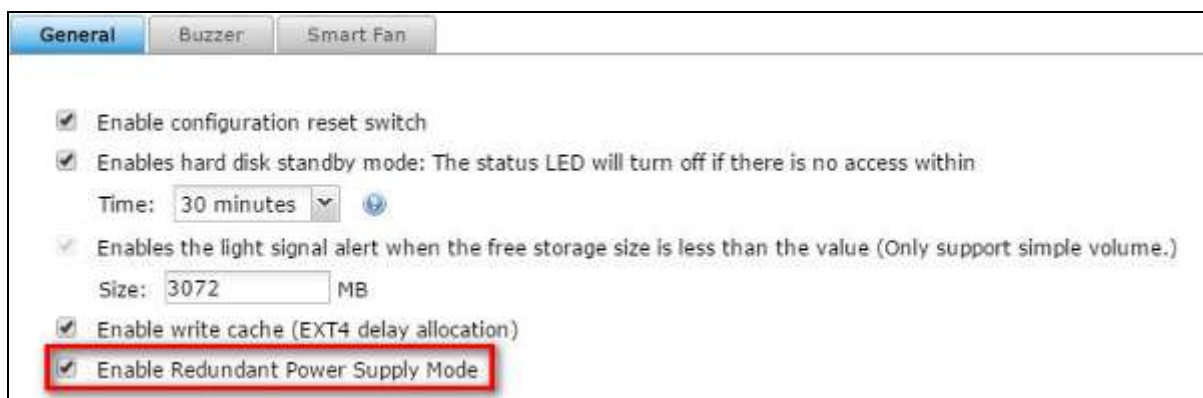 General Buzzer Smart Fan
Enable configuration reset switch
Enables hard disk standby mode: The status LED will turn off if there is no access within
Time: 30 minutes
Enables the light signal alert when the free storage size is less than the value (Only support simple volume.)
Size: 3072 MB
Enable write cache (EXT4 delay allocation)
Enable Redundant Power Supply Mode